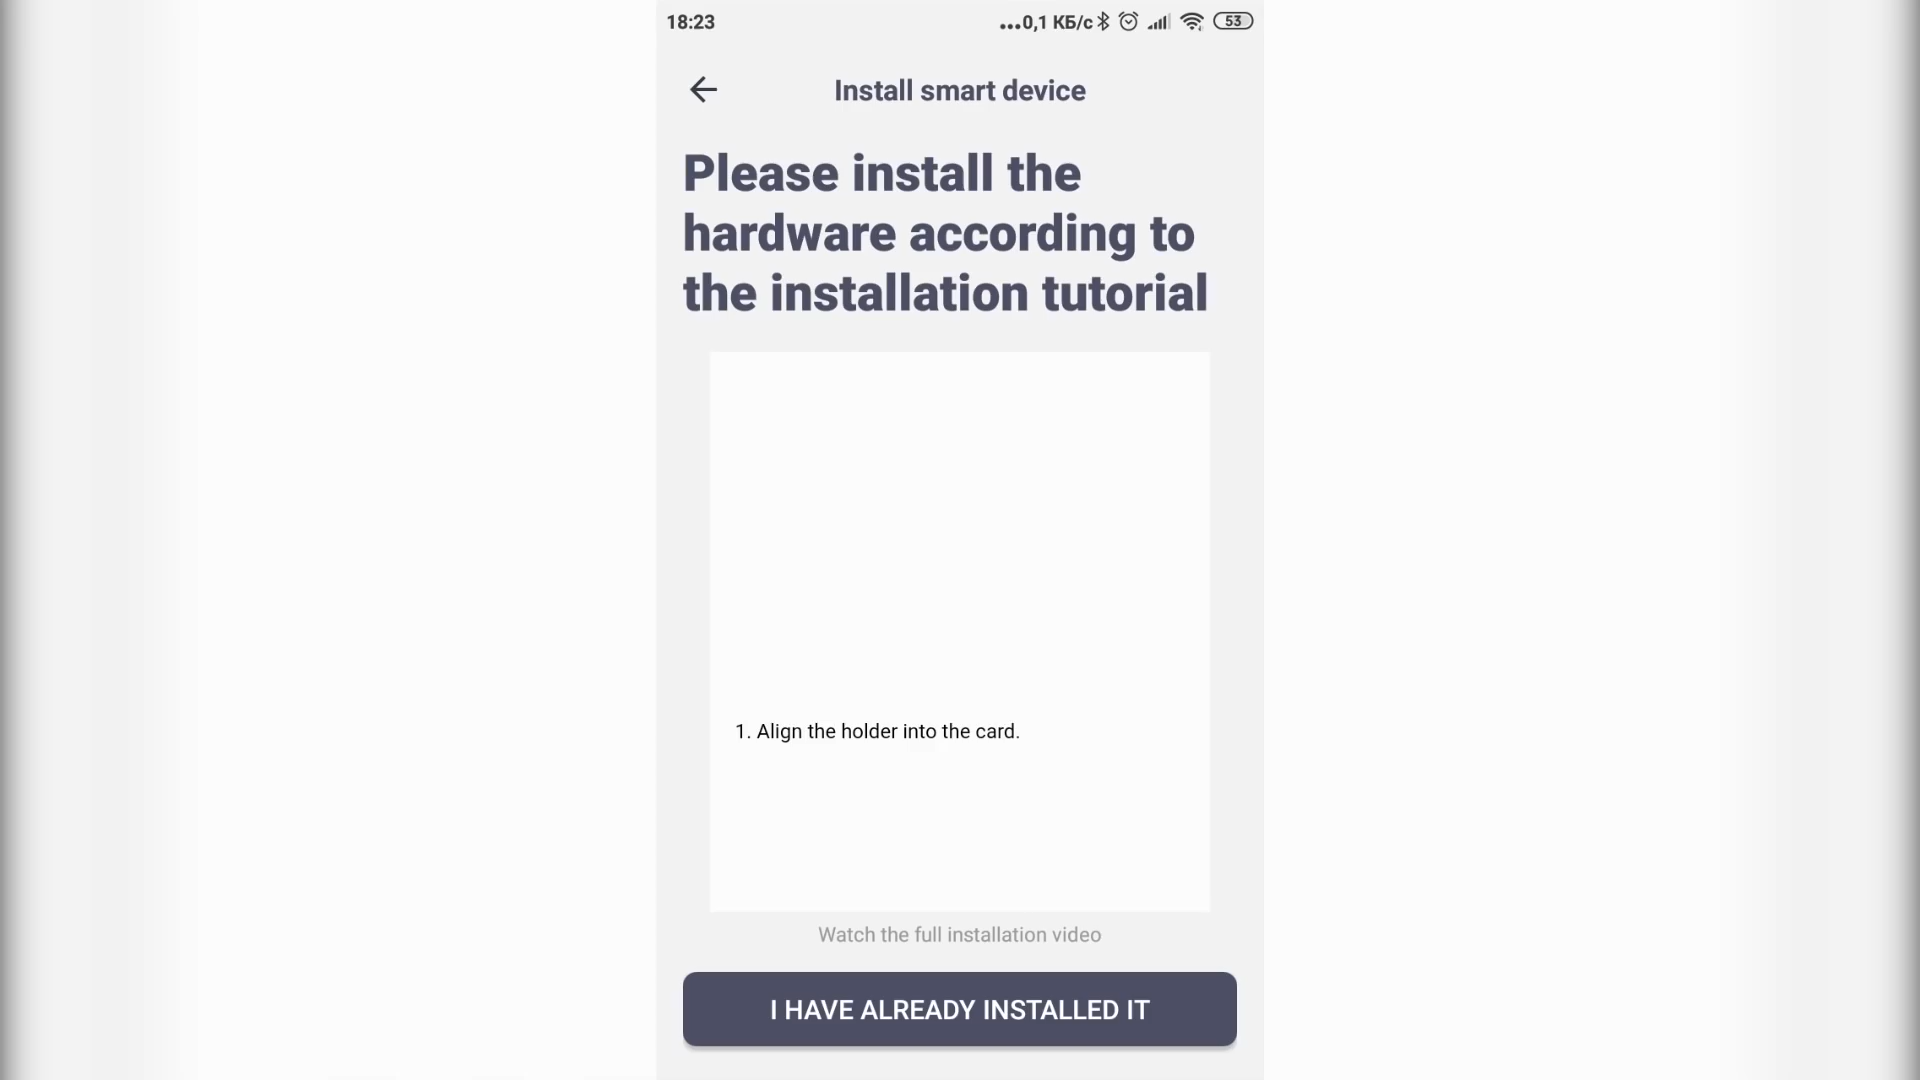 18:23 ...0,1 КБ/с 53
Install smart device
Please install the
hardware according to
the installation tutorial
1. Align the holder into the card.
Watch the full installation video
I HAVE ALREADY INSTALLED IT